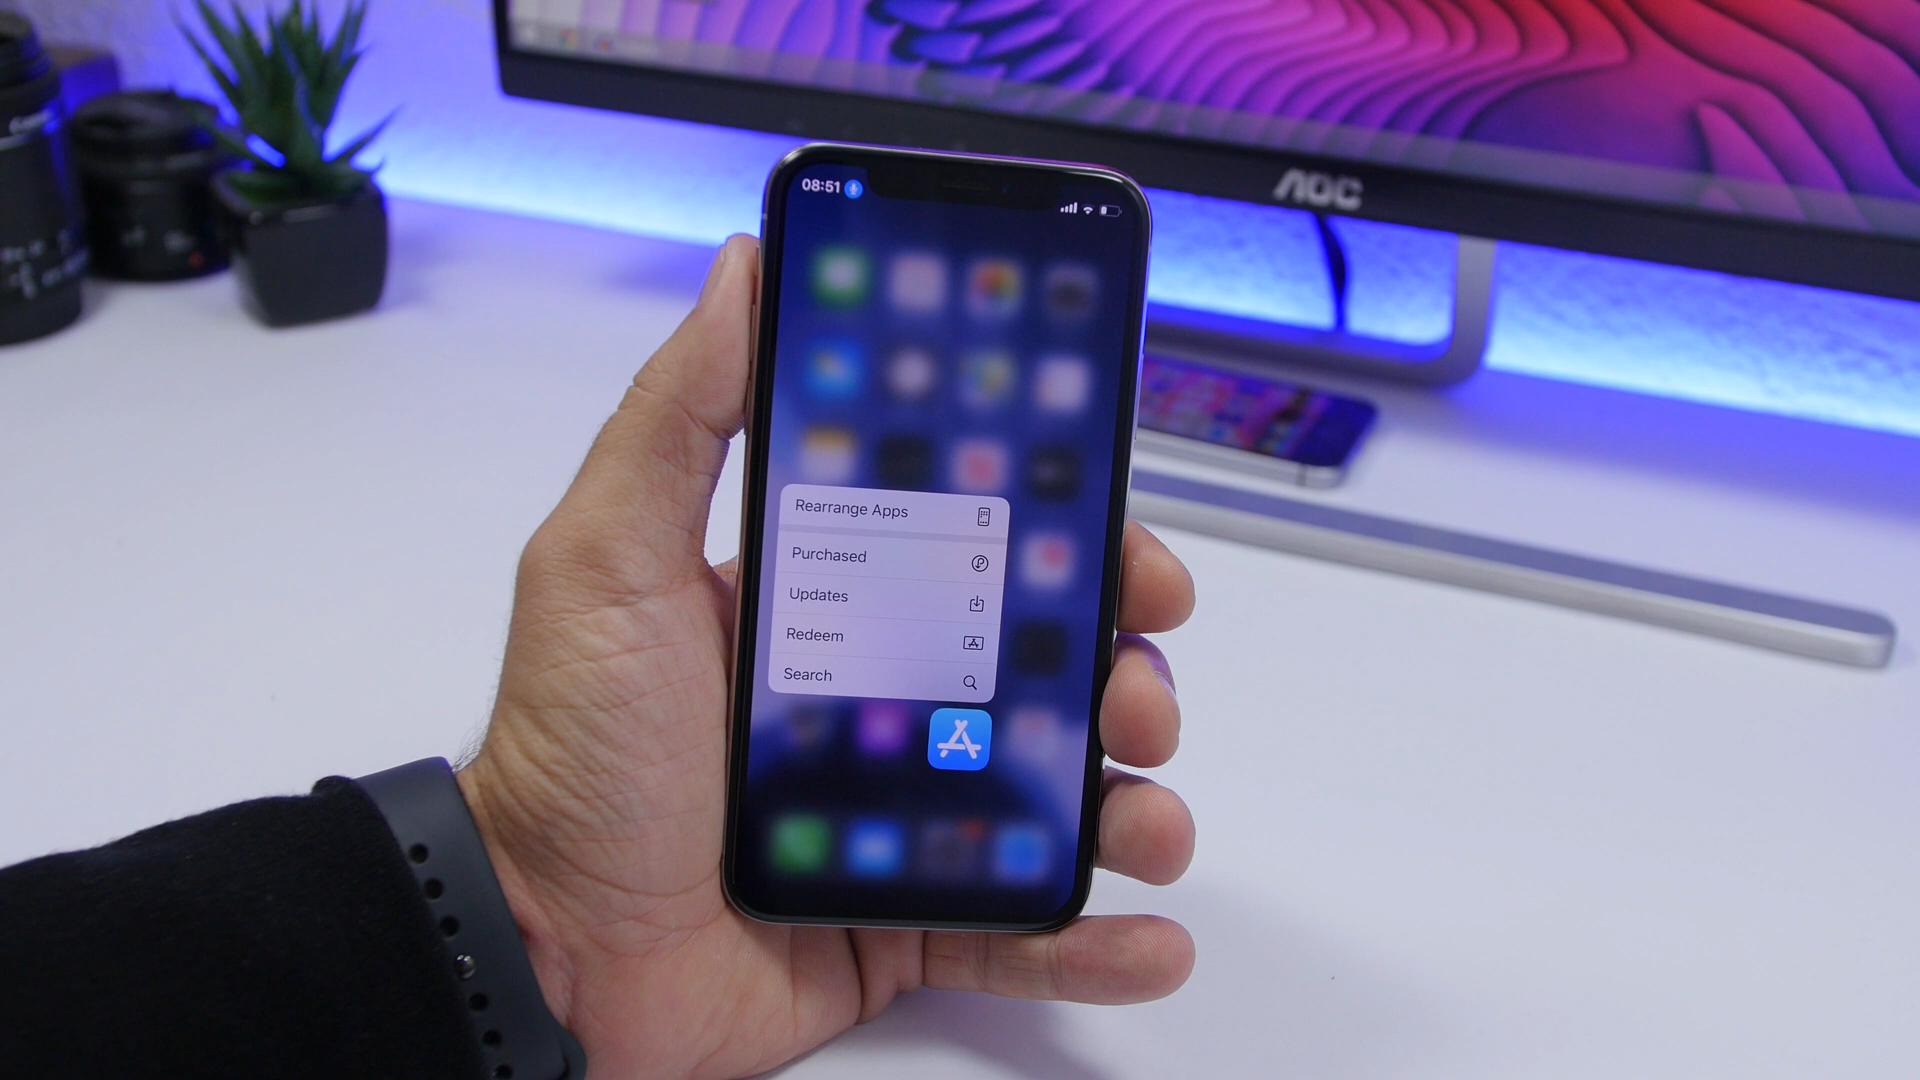 08:51
AOC
Rearrange Apps
Purchased
Updates
Redeem
Search